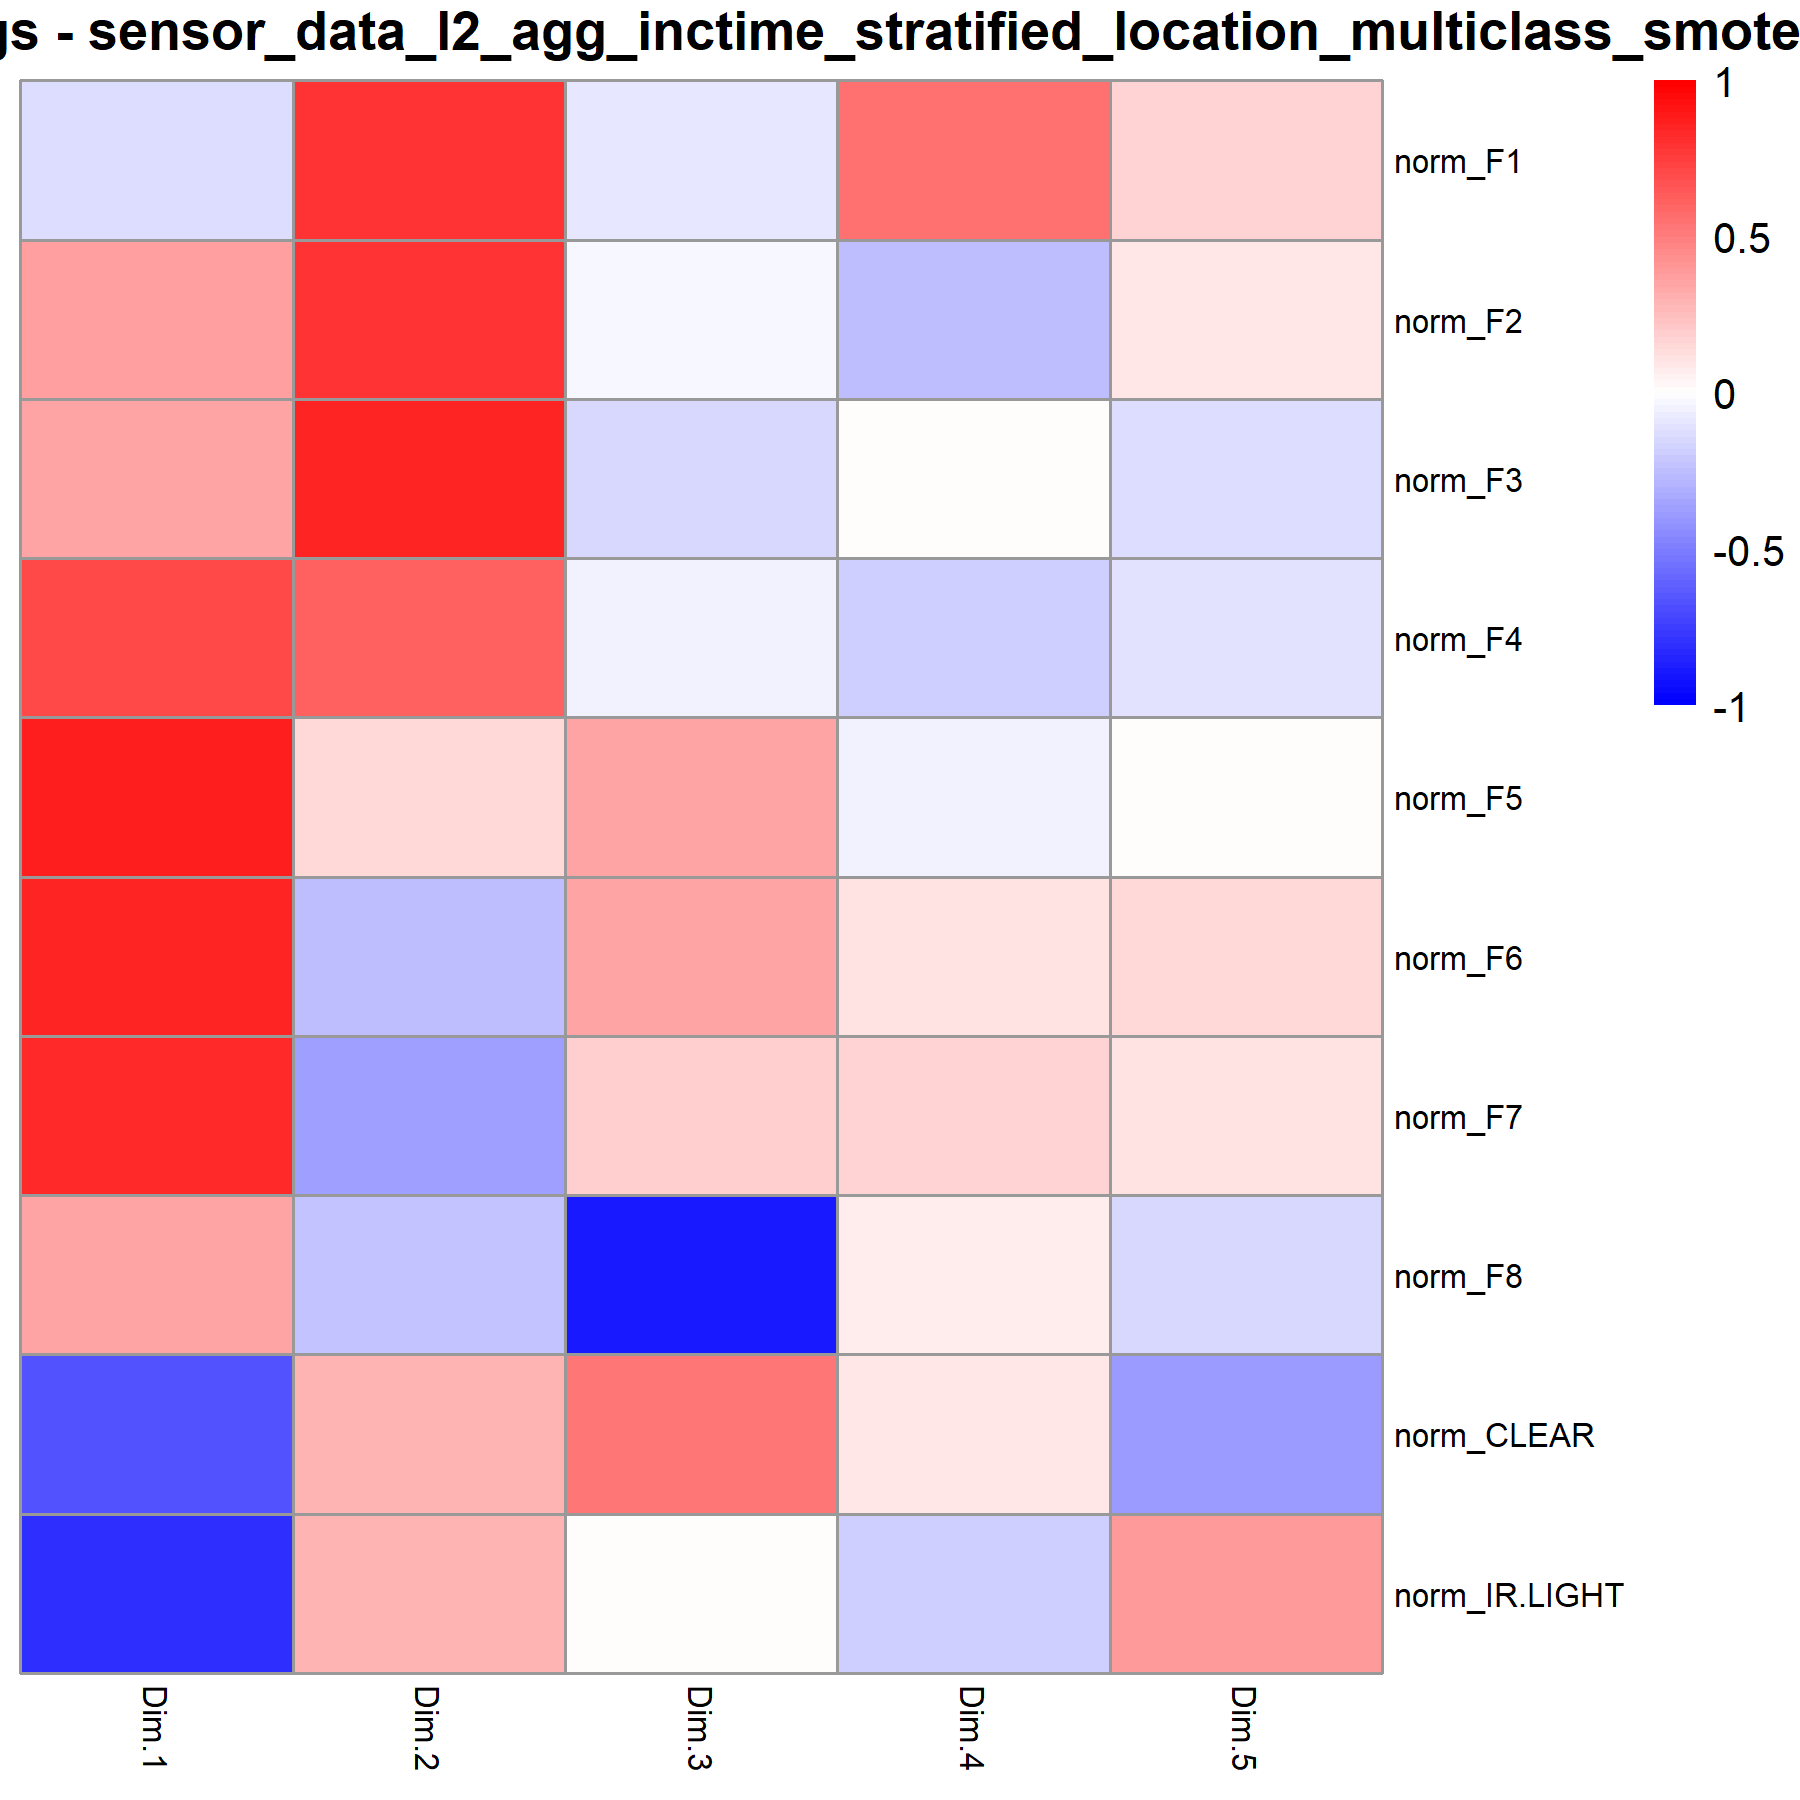 - sensor_data_l2_agg_inctime_stratified_location_multiclass_smote
1
0.5
0
-0.5
-1
norm_F1
norm_F2
norm_F3
norm_F4
norm_F5
norm_F6
norm_F7
norm_F8
norm_CLEAR
norm_IR.LIGHT
Dim.1
Dim.2
Dim.3
Dim.4
Dim.5